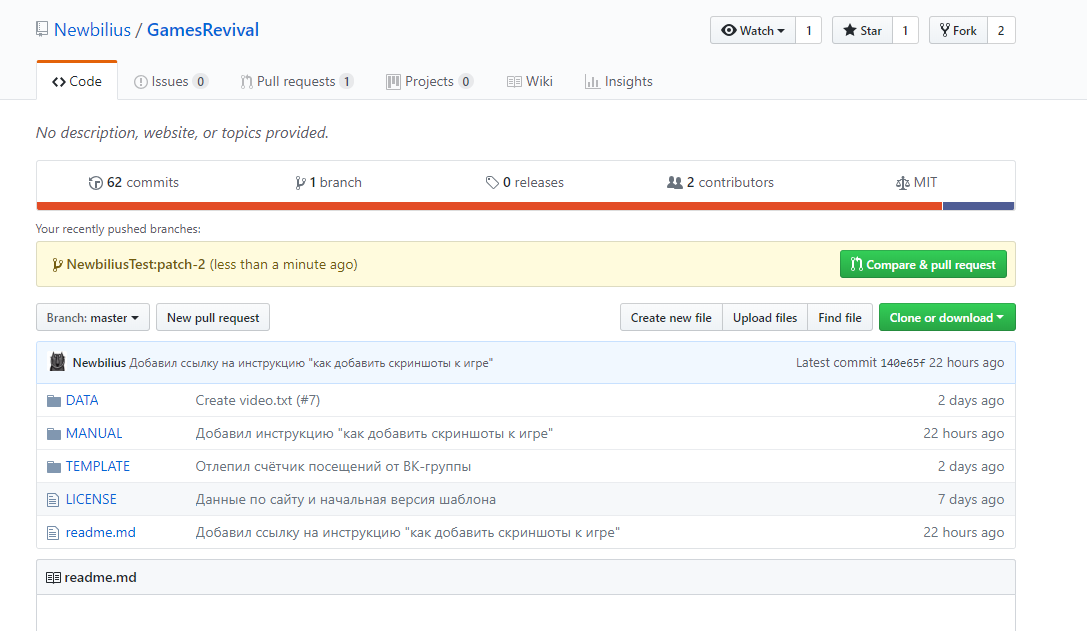 Newbilius / GamesRevival
Watch 1 Star 1 Fork 2
Code Issues 0 Pull requests 1 Projects 0 Wiki Insights
No description, website, or topics provided.
62 commits 1 branch 0 releases 2 contributors MIT
Your recently pushed branches:
NewbiliusTest:patch-2 (less than a minute ago) Compare & pull request
Branch: master New pull request Create new file Upload files Find file Clone or download
Newbilius Добавил ссылку на инструкцию "как добавить скриншоты к игре" Latest commit 140e65f 22 hours ago
DATA Create video.txt (#7) 2 days ago
MANUAL Добавил инструкцию "как добавить скриншоты к игре" 22 hours ago
TEMPLATE Отлепил счётчик посещений от ВК-группы 2 days ago
LICENSE Данные по сайту и начальная версия шаблона 7 days ago
readme.md Добавил ссылку на инструкцию "как добавить скриншоты к игре" 22 hours ago
readme.md